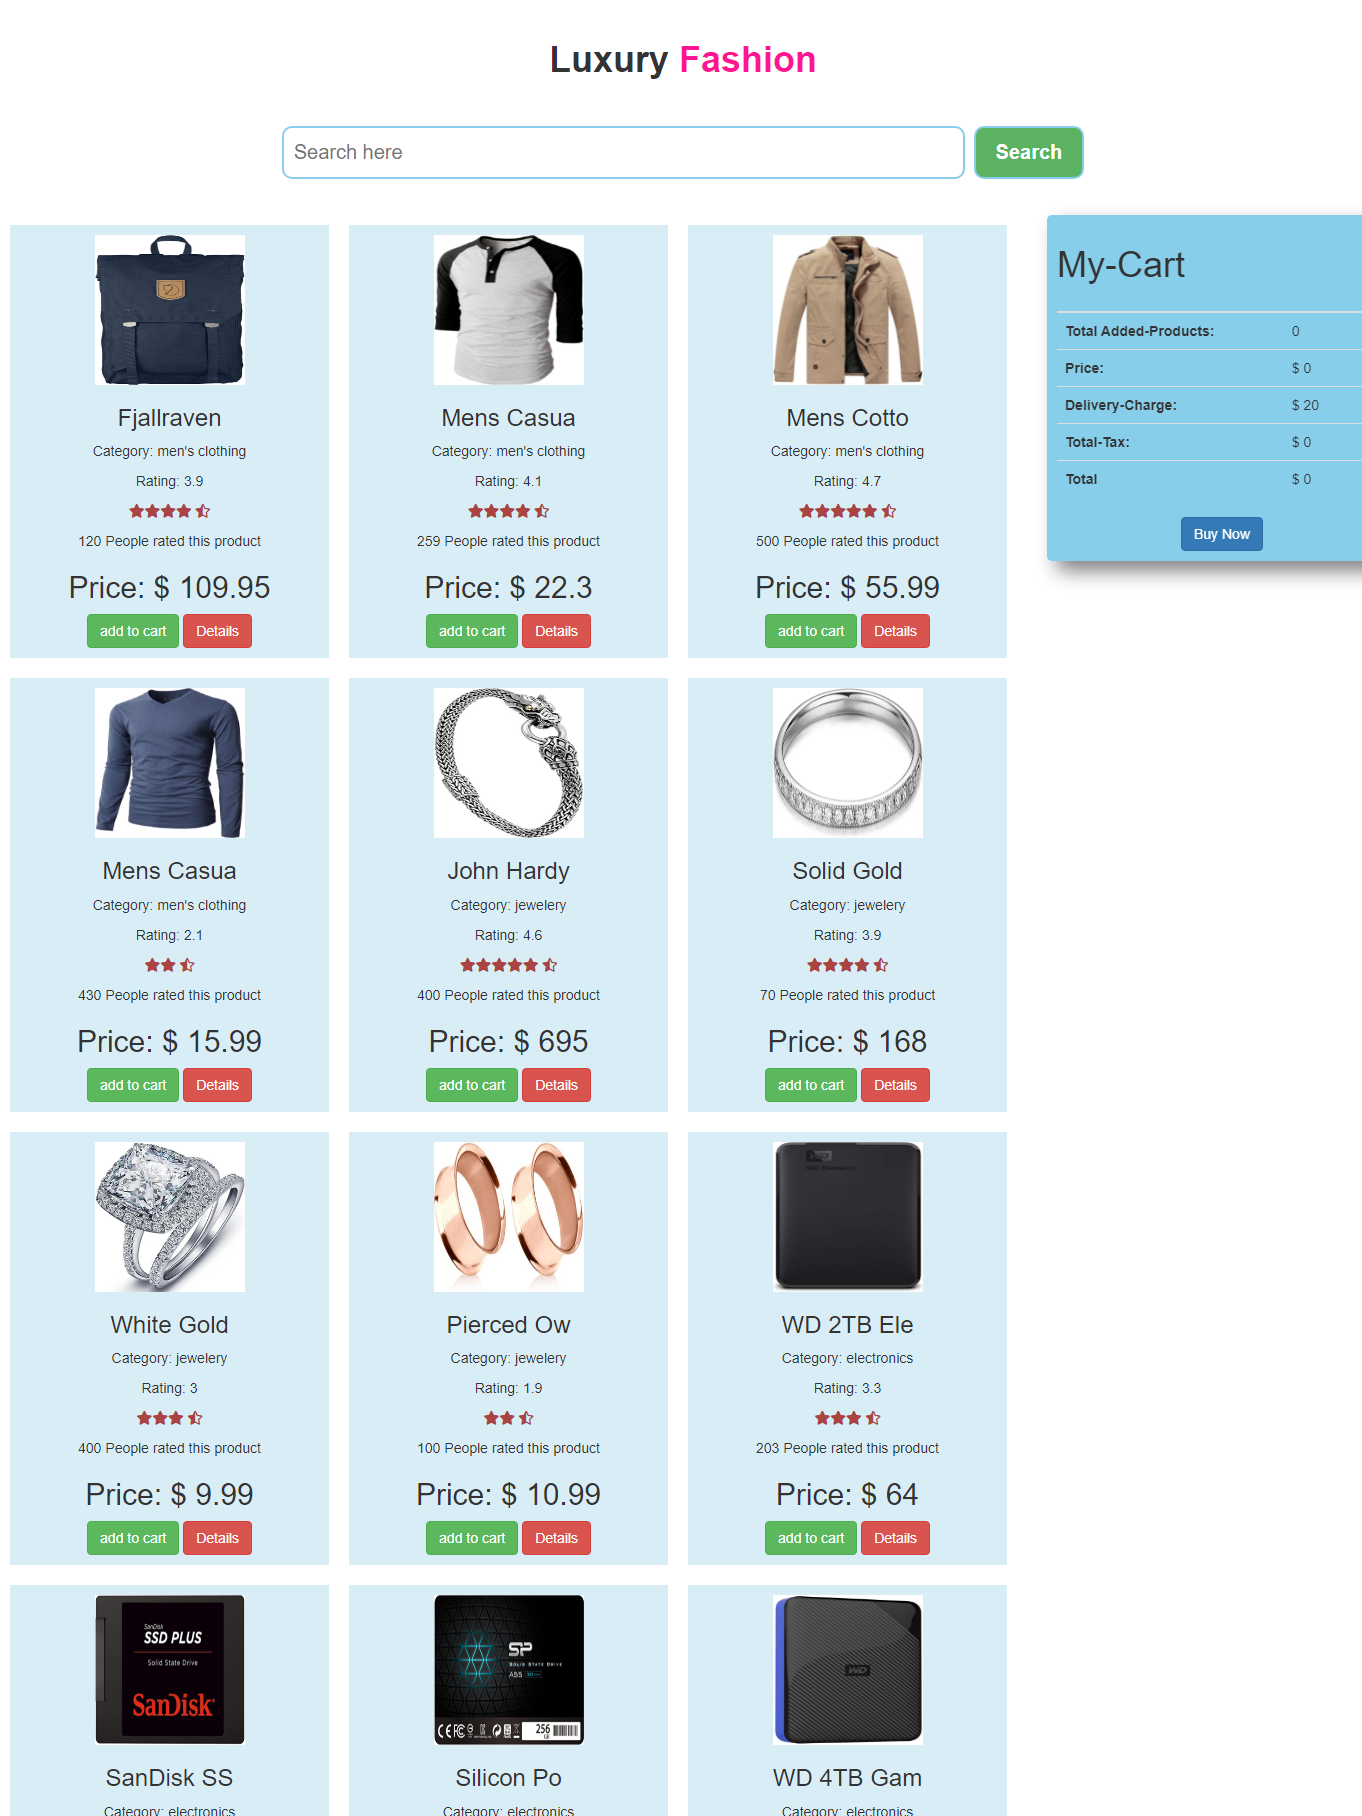 Luxury Fashion
Search here
Search
Fjallraven
Category: men's clothing
Rating: 3.9
120 People rated this product
Price: $ 109.95
add to cart Details
Mens Casua
Category: men's clothing
Rating: 4.1
259 People rated this product
Price: $ 22.3
add to cart Details
Mens Cotto
Category: men's clothing
Rating: 4.7
500 People rated this product
Price: $ 55.99
add to cart Details
My-Cart
Total Added-Products: 0
Price: $ 0
Delivery-Charge: $ 20
Total-Tax: $ 0
Total $ 0
Buy Now
Mens Casua
Category: men's clothing
Rating: 2.1
430 People rated this product
Price: $ 15.99
add to cart Details
John Hardy
Category: jewelery
Rating: 4.6
400 People rated this product
Price: $ 695
add to cart Details
Solid Gold
Category: jewelery
Rating: 3.9
70 People rated this product
Price: $ 168
add to cart Details
White Gold
Category: jewelery
Rating: 3
400 People rated this product
Price: $ 9.99
add to cart Details
Pierced Ow
Category: jewelery
Rating: 1.9
100 People rated this product
Price: $ 10.99
add to cart Details
WD
WD Elements
WD 2TB Ele
Category: electronics
Rating: 3.3
203 People rated this product
Price: $ 64
add to cart Details
SanDisk
SSD PLUS
Solid State Drive
SanDisk
SanDisk SS
Category: electronics
SP
SOLID STATE DRIVE
A55
256
GB
Silicon Po
Category: electronics
WD
WD 4TB Gam
Category: electronics